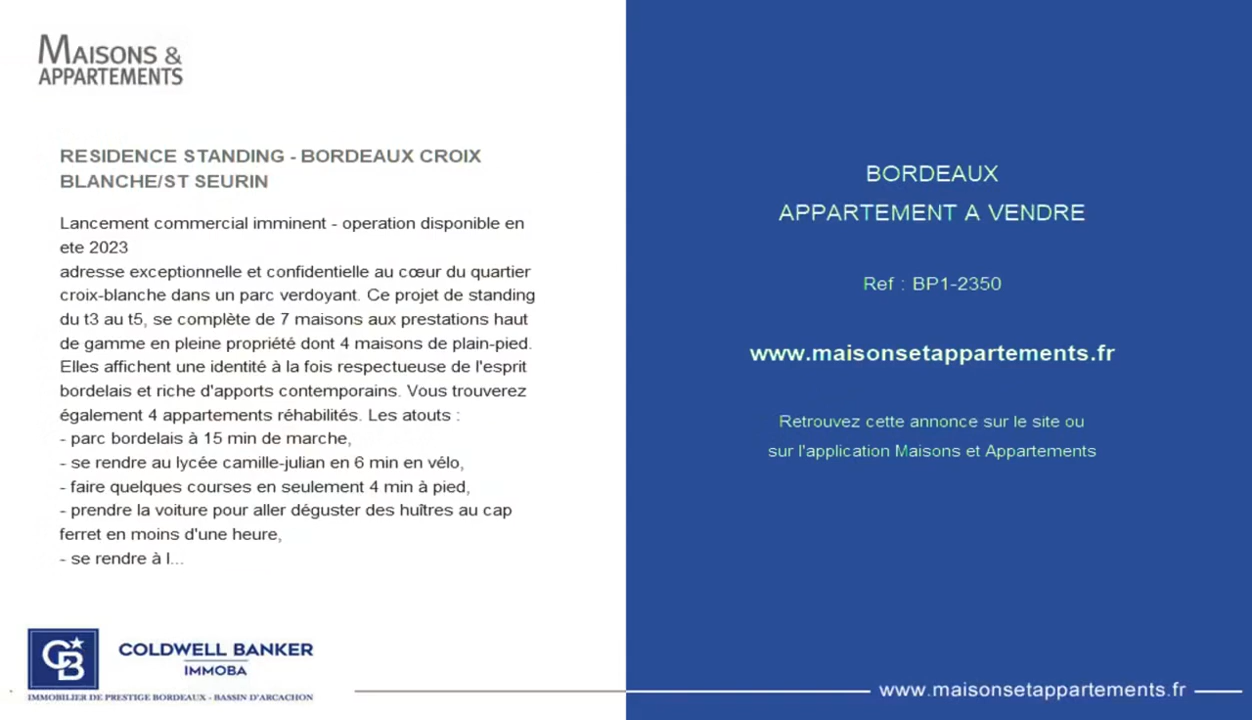 MAISONS &
APPARTEMENTS
RESIDENCE STANDING - BORDEAUX CROIX
BLANCHE/ST SEURIN
Lancement commercial imminent - operation disponible en
ete 2023
adresse exceptionnelle et confidentielle au cœur du quartier
croix-blanche dans un parc verdoyant. Ce projet de standing
du t3 au t5, se complète de 7 maisons aux prestations haut
de gamme en pleine propriété dont 4 maisons de plain-pied.
Elles affichent une identité à la fois respectueuse de l'esprit
bordelais et riche d'apports contemporains. Vous trouverez
également 4 appartements réhabilités. Les atouts :
- parc bordelais à 15 min de marche,
- se rendre au lycée camille-julian en 6 min en vélo,
- faire quelques courses en seulement 4 min à pied,
- prendre la voiture pour aller déguster des huîtres au cap
ferret en moins d'une heure,
- se rendre à l...
CB
COLDWELL BANKER
IMMOBA
IMMOBILIER DE PRESTIGE BORDEAUX - BASSIN D'ARCACHON
BORDEAUX
APPARTEMENT A VENDRE
Ref : BP1-2350
www.maisonsetappartements.fr
Retrouvez cette annonce sur le site ou
sur l'application Maisons et Appartements
www.maisonsetappartements.fr